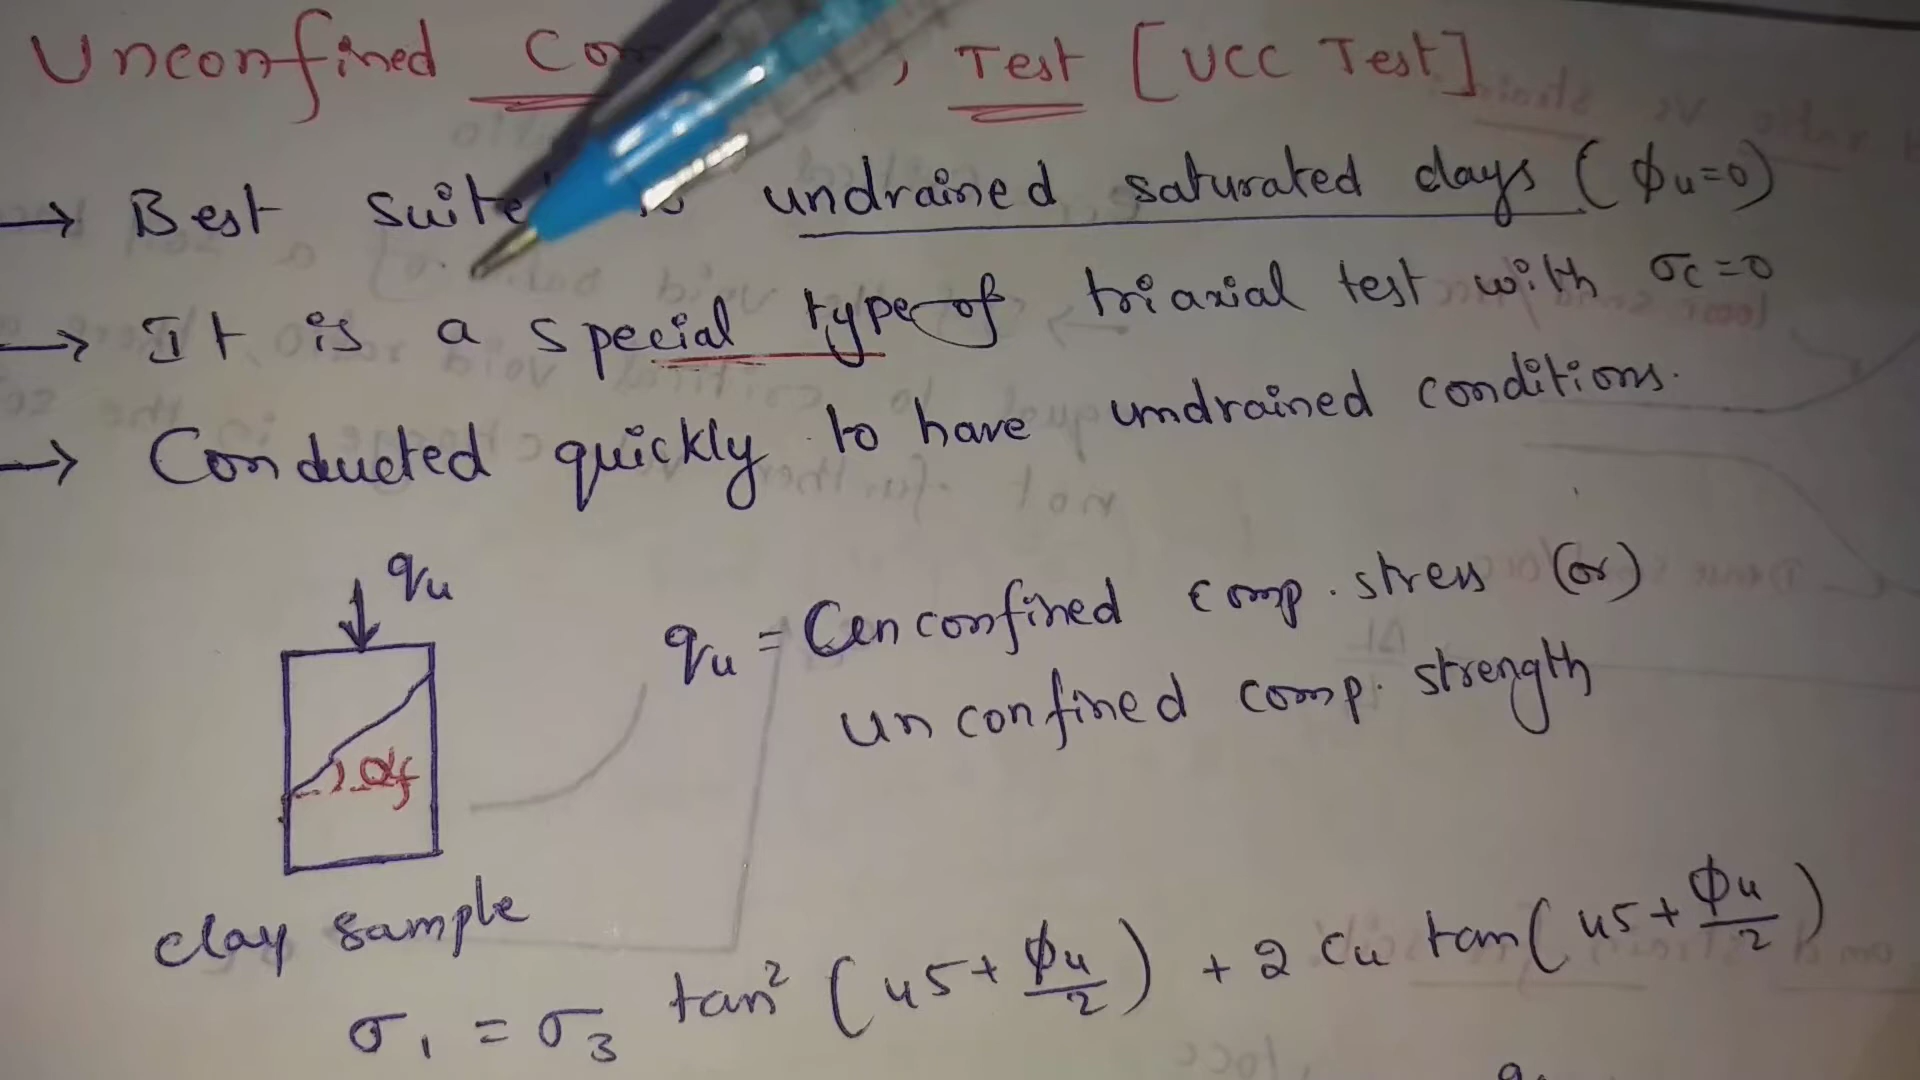 Unconfined Com , Test [UCC Test]
→ Best suite undrained saturated clays (ϕu=0)
→ It is a special type of triaxial test with σc=0
→ Conducted quickly to have undrained conditions.
qu
qu = Unconfined comp. stress (or)
unconfined comp. strength
αf
clay sample
σ1 = σ3 tan² (45+ ϕu/2) + 2 Cu tan (45+ ϕu/2)